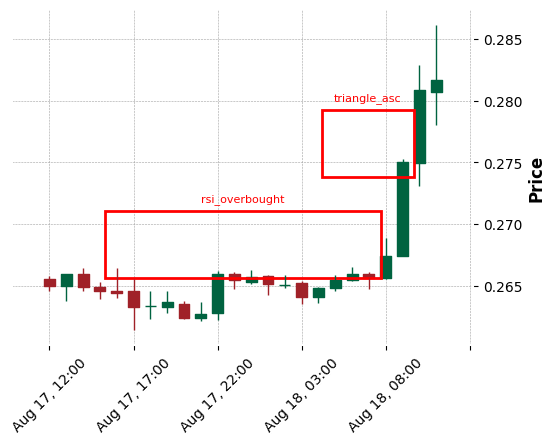 0.285
triangle_asc
0.280
0.275
Price
rsi_overbought
0.270
0.265
Aug 17, 12:00
Aug 17, 17:00
Aug 17, 22:00
Aug 18, 03:00
Aug 18, 08:00